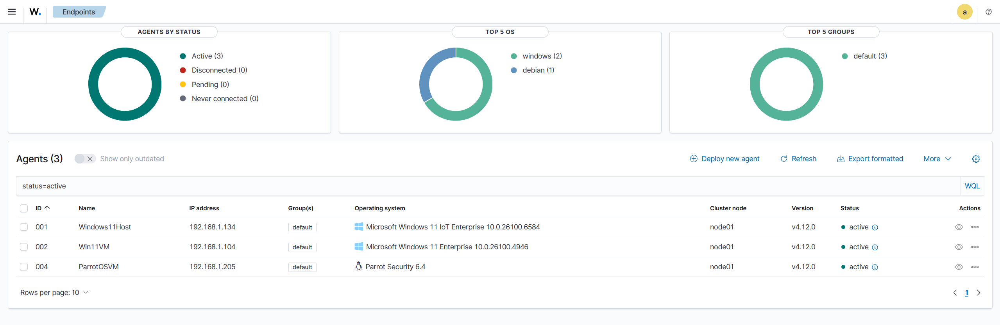 W. Endpoints a
AGENTS BY STATUS
Active (3)
Disconnected (0)
Pending (0)
Never connected (0)
TOP 5 OS
windows (2)
debian (1)
TOP 5 GROUPS
default (3)
Agents (3) Show only outdated Deploy new agent Refresh Export formatted More
status=active WQL
ID Name IP address Group(s) Operating system Cluster node Version Status Actions
001 Windows11Host 192.168.1.134 default Microsoft Windows 11 IoT Enterprise 10.0.26100.6584 node01 v4.12.0 active
002 Win11VM 192.168.1.104 default Microsoft Windows 11 Enterprise 10.0.26100.4946 node01 v4.12.0 active
004 ParrotOSVM 192.168.1.205 default Parrot Security 6.4 node01 v4.12.0 active
Rows per page: 10 1